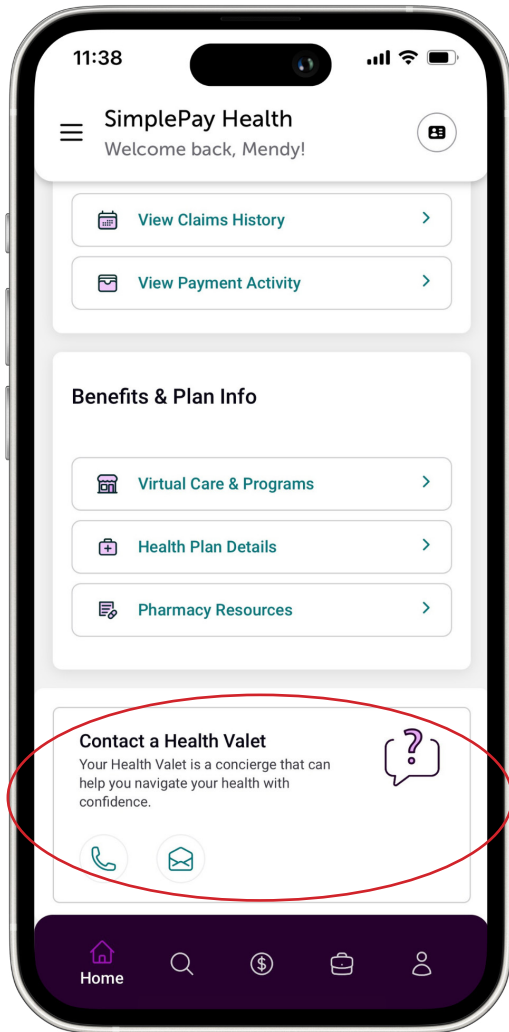 11:38
SimplePay Health
Welcome back, Mendy!
View Claims History
View Payment Activity
Benefits & Plan Info
Virtual Care & Programs
Health Plan Details
Pharmacy Resources
Contact a Health Valet
Your Health Valet is a concierge that can
help you navigate your health with
confidence.
Home